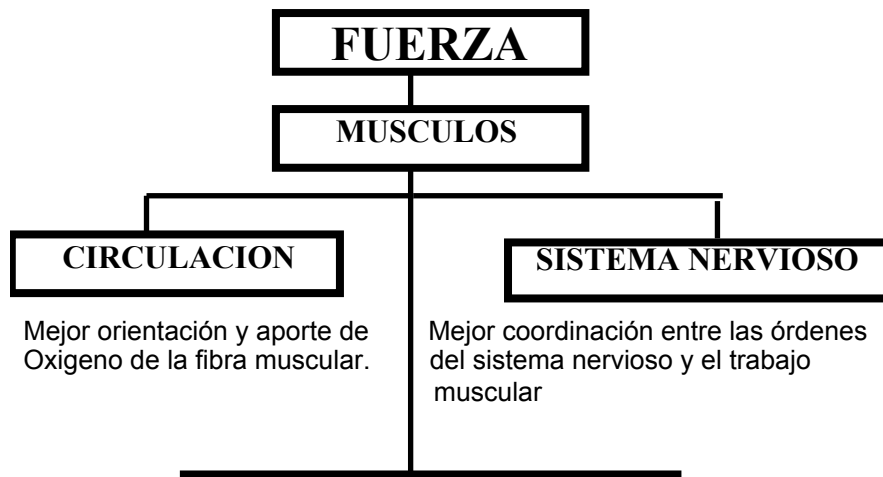 FUERZA
MUSCULOS
CIRCULACION
SISTEMA NERVIOSO
Mejor orientación y aporte de
Oxigeno de la fibra muscular.
Mejor coordinación entre las órdenes
del sistema nervioso y el trabajo
muscular